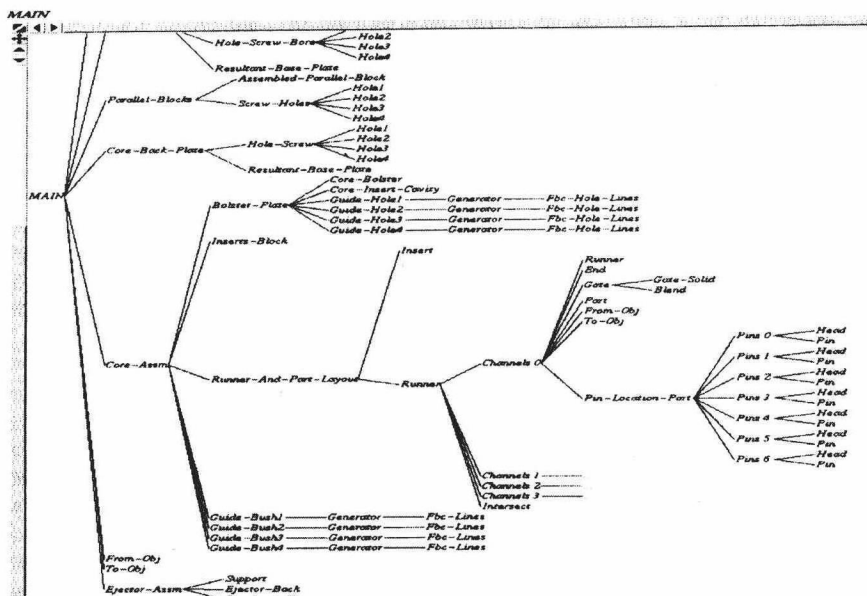 MAIN
Hole2
Hole-Screw-Bore
Hole3
Hole4
Resultant-Base-Plate
Assembled-Parallel-Block
Parallel-Blocks
Hole1
Hole2
Screw-Holes
Hole3
Hole4
Hole1
Hole-Screw
Hole2
Core-Back-Plate
Hole3
Hole4
Resultant-Base-Plate
Core-Bolster
MAIN
Core-Insert-Cavity
Bolster-Plate
Guide-Hole1 Generator Fbc-Hole-Lines
Guide-Hole2 Generator Fbc-Hole-Lines
Guide-Hole3 Generator Fbc-Hole-Lines
Guide-Hole4 Generator Fbc-Hole-Lines
Inserts-Block
Insert
Runner
End
Gate-Solid
Gate
Blend
Part
From-Obj
To-Obj
Pins 0 Head
Pin
Pins 1 Head
Pin
Core-Assm
Channels 0
Runner-And-Part-Layout
Runner
Pins 2 Head
Pin
Pin-Location-Part
Pins 3 Head
Pin
Pins 4 Head
Pin
Pins 5 Head
Pin
Pins 6 Head
Pin
Channels 1
Channels 2
Channels 3
Intersect
Guide-Bush1 Generator Fbc-Lines
Guide-Bush2 Generator Fbc-Lines
Guide-Bush3 Generator Fbc-Lines
Guide-Bush4 Generator Fbc-Lines
From-Obj
To-Obj
Support
Ejector-Assm
Ejector-Back